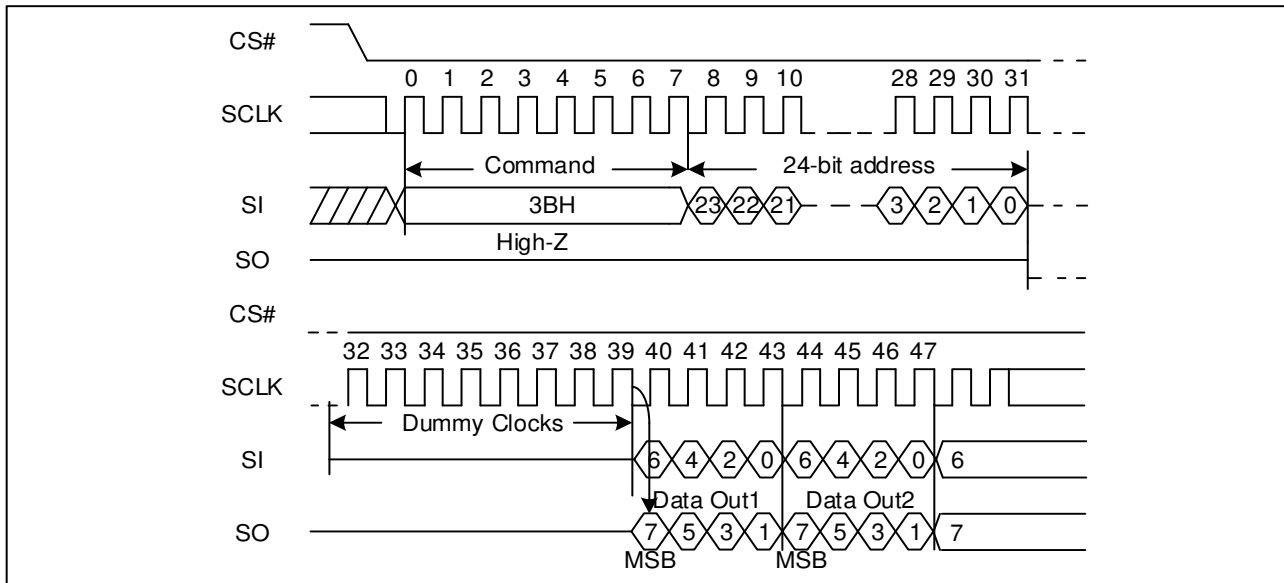 CS#
0 1 2 3 4 5 6 7 8 9 10 28 29 30 31
SCLK
Command 24-bit address
SI 3BH 23 22 21 3 2 1 0
High-Z
SO
CS#
32 33 34 35 36 37 38 39 40 41 42 43 44 45 46 47
SCLK
Dummy Clocks
SI 6 4 2 0 6 4 2 0 6
Data Out1 Data Out2
SO 7 5 3 1 7 5 3 1 7
MSB MSB